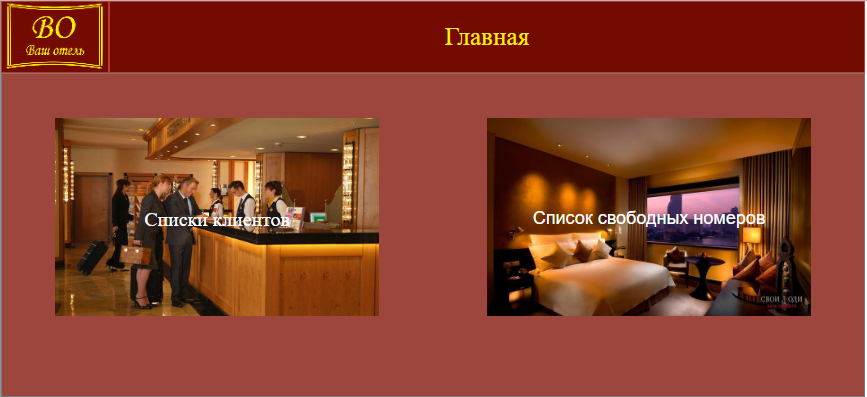 ВО
Ваш отель
Главная
Списки клиентов
Список свободных номеров